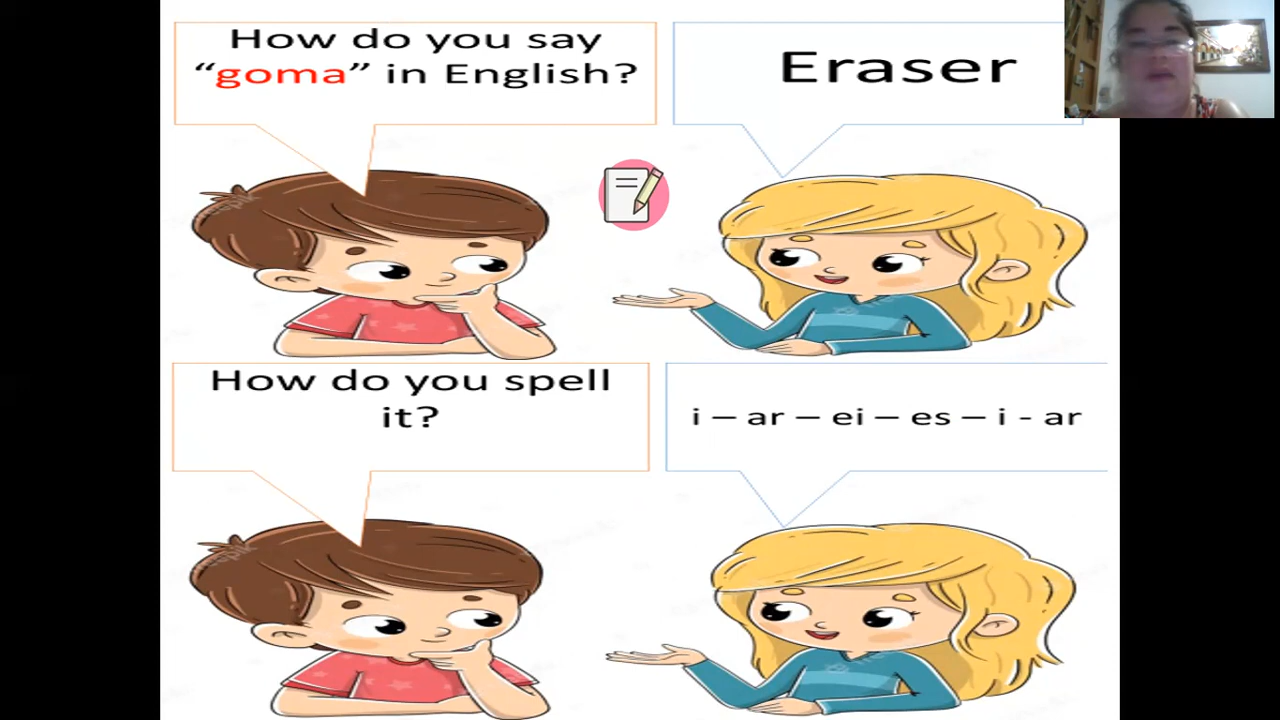 How do you say
“goma” in English?
Eraser
How do you spell
it?
i – ar – ei – es – i - ar